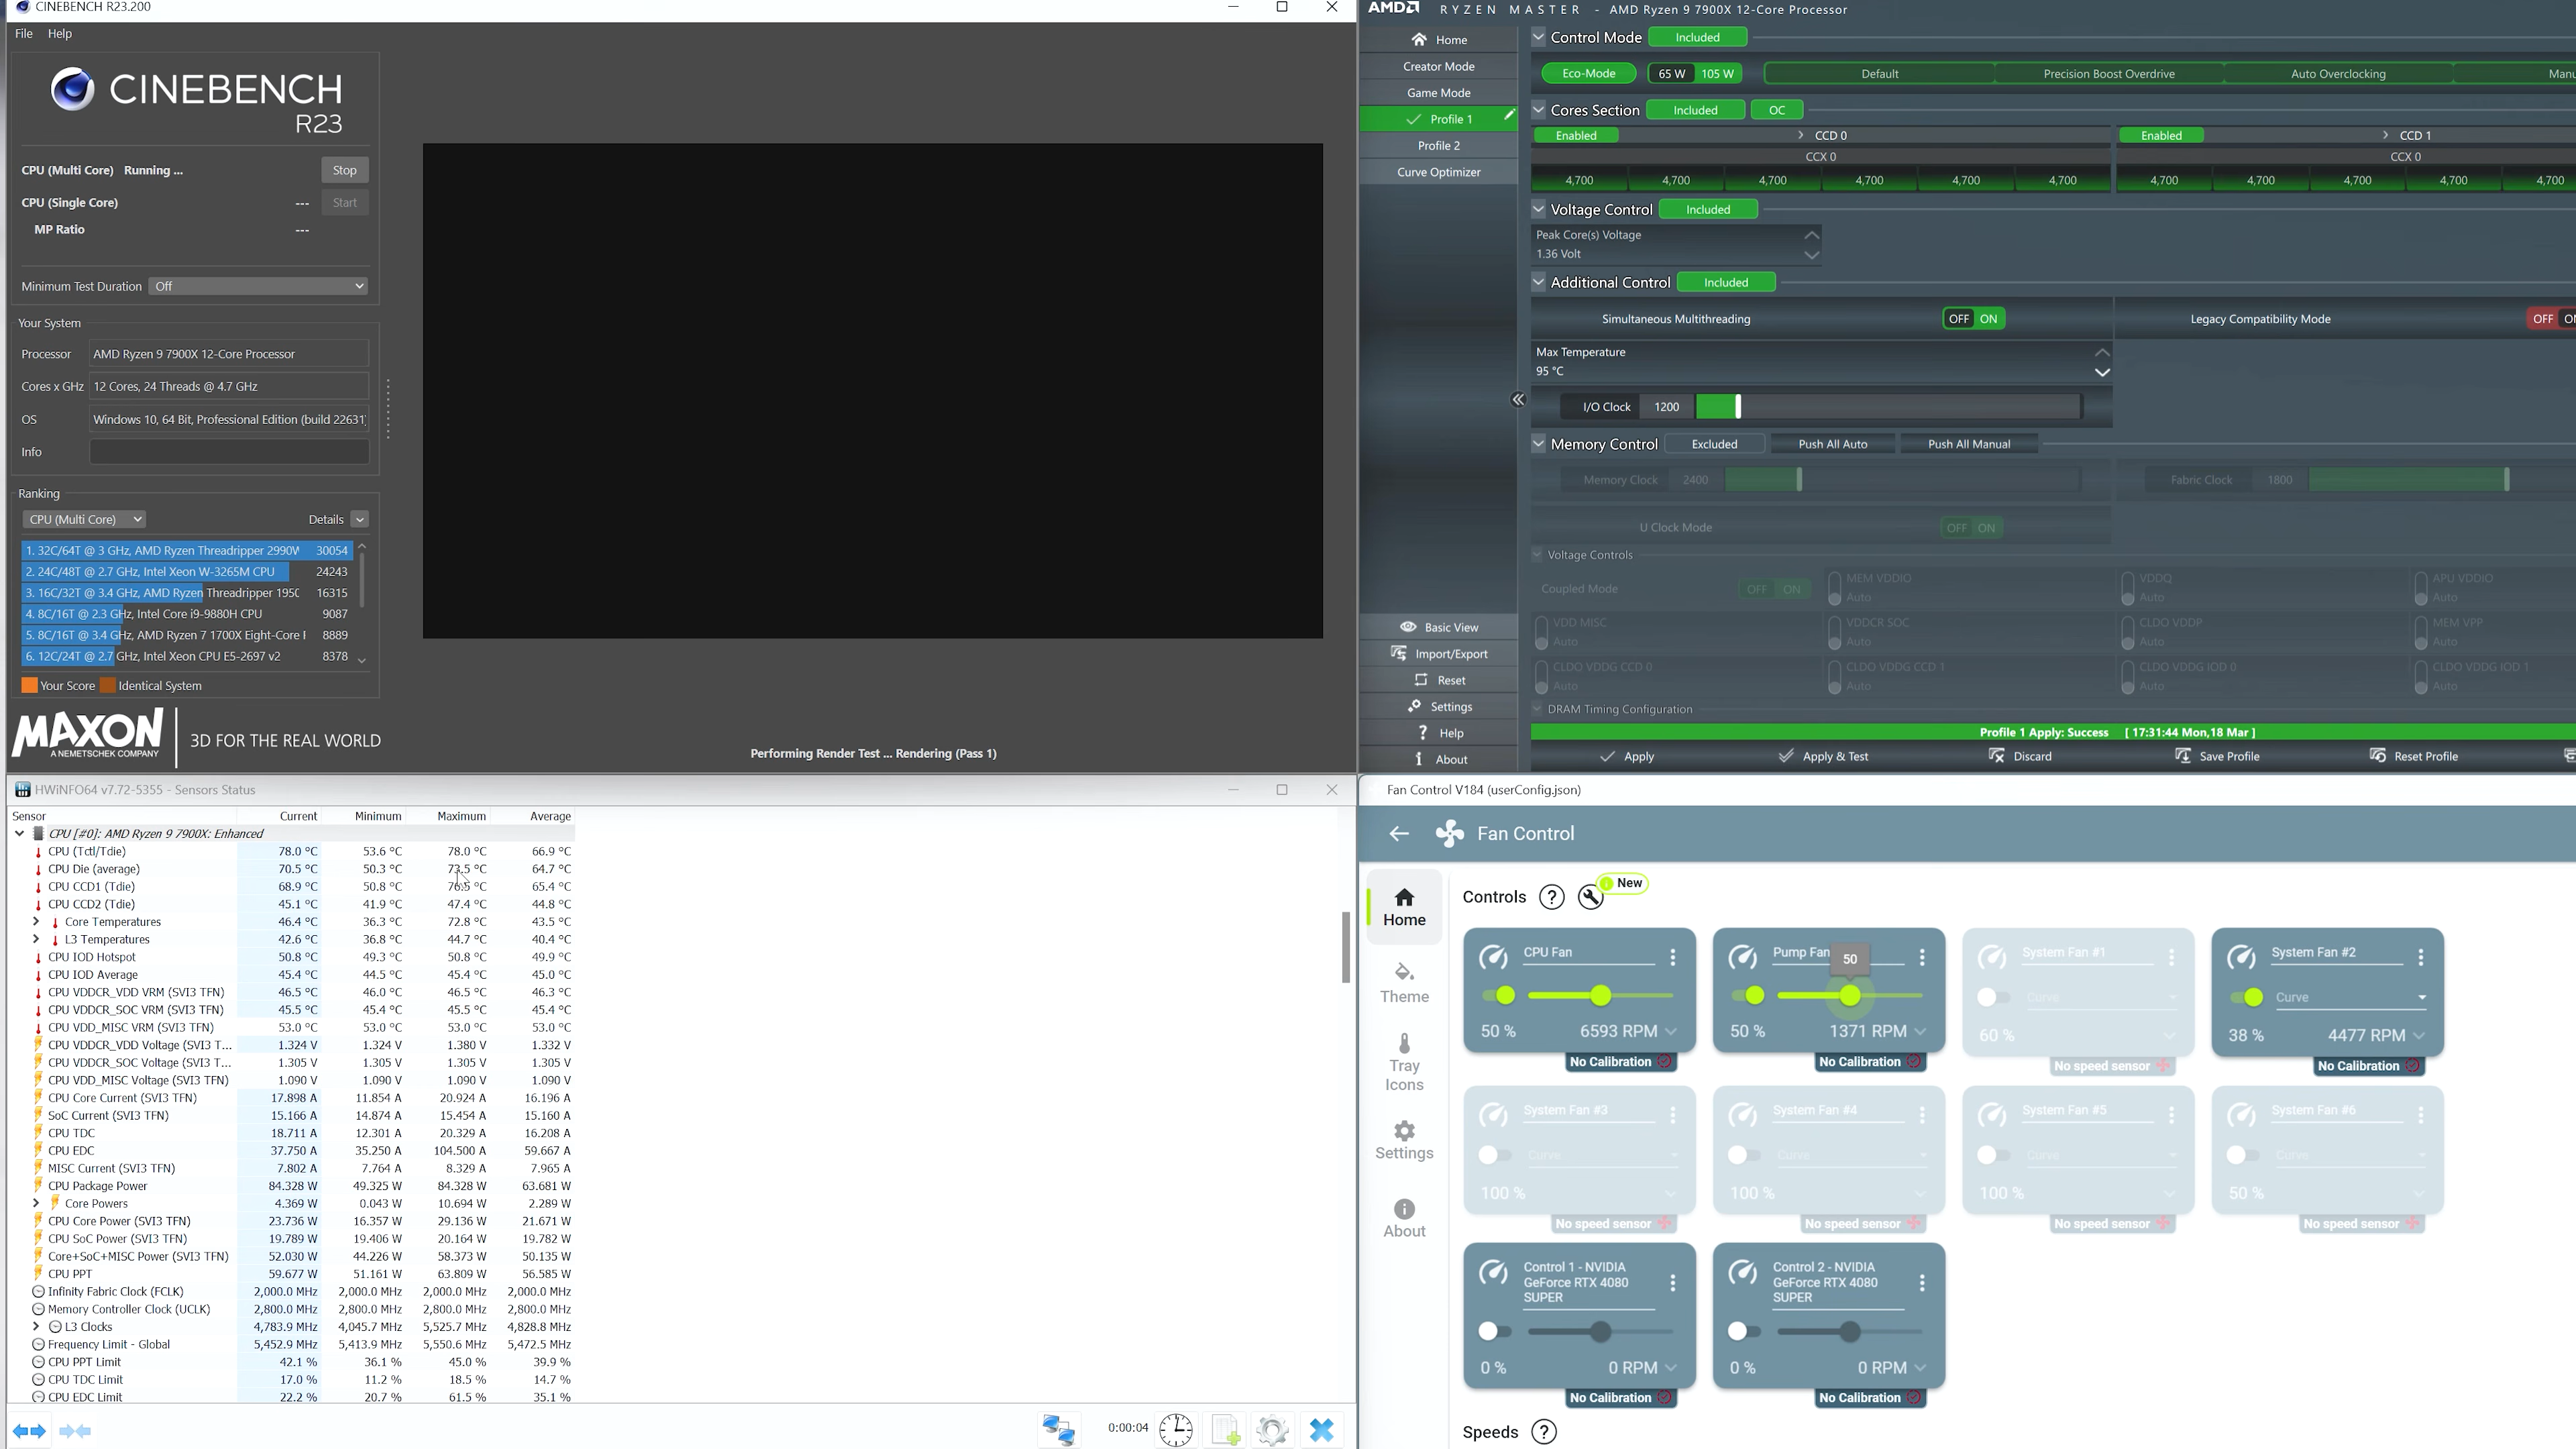 CINEBENCH R23.200
File Help
CINEBENCH
R23
CPU (Multi Core) Running ... Stop
CPU (Single Core) --- Start
MP Ratio ---
Minimum Test Duration Off
Your System
Processor AMD Ryzen 9 7900X 12-Core Processor
Cores x GHz 12 Cores, 24 Threads @ 4.7 GHz
OS Windows 10, 64 Bit, Professional Edition (build 22631)
Info
Ranking
CPU (Multi Core) Details
1. 32C/64T @ 3 GHz, AMD Ryzen Threadripper 2990W 30054
2. 24C/48T @ 2.7 GHz, Intel Xeon W-3265M CPU 24243
3. 16C/32T @ 3.4 GHz, AMD Ryzen Threadripper 1950 16315
4. 8C/16T @ 2.3 GHz, Intel Core i9-9880H CPU 9087
5. 8C/16T @ 3.4 GHz, AMD Ryzen 7 1700X Eight-Core 8889
6. 12C/24T @ 2.7 GHz, Intel Xeon CPU E5-2697 v2 8378
Your Score Identical System
MAXON
A NEMETSCHEK COMPANY
3D FOR THE REAL WORLD
Performing Render Test ... Rendering (Pass 1)
AMD RYZEN MASTER - AMD Ryzen 9 7900X 12-Core Processor
Home
Creator Mode
Game Mode
Profile 1
Profile 2
Curve Optimizer
Basic View
Import/Export
Reset
Settings
Help
About
Control Mode Included
Eco-Mode 65 W 105 W Default Precision Boost Overdrive Auto Overclocking Manu
Cores Section Included OC
Enabled CCD 0 Enabled CCD 1
CCX 0 CCX 0
4,700 4,700 4,700 4,700 4,700 4,700 4,700 4,700 4,700 4,700 4,700
Voltage Control Included
Peak Core(s) Voltage
1.36 Volt
Additional Control Included
Simultaneous Multithreading OFF ON Legacy Compatibility Mode OFF ON
Max Temperature
95 °C
I/O Clock 1200
Memory Control Excluded Push All Auto Push All Manual
Memory Clock 2400 Fabric Clock 1800
U Clock Mode OFF ON
Voltage Controls
Coupled Mode OFF ON MEM VDDIO Auto VDDQ Auto APU VDDIO Auto
VDD MISC Auto VDDCR SOC Auto CLDO VDDP Auto MEM VPP Auto
CLDO VDDG CCD 0 Auto CLDO VDDG CCD 1 Auto CLDO VDDG IOD 0 Auto CLDO VDDG IOD 1 Auto
DRAM Timing Configuration
Profile 1 Apply: Success [ 17:31:44 Mon,18 Mar ]
Apply Apply & Test Discard Save Profile Reset Profile
HWiNFO64 v7.72-5355 - Sensors Status
Sensor Current Minimum Maximum Average
CPU [#0]: AMD Ryzen 9 7900X: Enhanced
CPU (Tctl/Tdie) 78.0 °C 53.6 °C 78.0 °C 66.9 °C
CPU Die (average) 70.5 °C 50.3 °C 73.5 °C 64.7 °C
CPU CCD1 (Tdie) 68.9 °C 50.8 °C 76.5 °C 65.4 °C
CPU CCD2 (Tdie) 45.1 °C 41.9 °C 47.4 °C 44.8 °C
Core Temperatures 46.4 °C 36.3 °C 72.8 °C 43.5 °C
L3 Temperatures 42.6 °C 36.8 °C 44.7 °C 40.4 °C
CPU IOD Hotspot 50.8 °C 49.3 °C 50.8 °C 49.9 °C
CPU IOD Average 45.4 °C 44.5 °C 45.4 °C 45.0 °C
CPU VDDCR_VDD VRM (SVI3 TFN) 46.5 °C 46.0 °C 46.5 °C 46.3 °C
CPU VDDCR_SOC VRM (SVI3 TFN) 45.5 °C 45.4 °C 45.5 °C 45.4 °C
CPU VDD_MISC VRM (SVI3 TFN) 53.0 °C 53.0 °C 53.0 °C 53.0 °C
CPU VDDCR_VDD Voltage (SVI3 T... 1.324 V 1.324 V 1.380 V 1.332 V
CPU VDDCR_SOC Voltage (SVI3 T... 1.305 V 1.305 V 1.305 V 1.305 V
CPU VDD_MISC Voltage (SVI3 TFN) 1.090 V 1.090 V 1.090 V 1.090 V
CPU Core Current (SVI3 TFN) 17.898 A 11.854 A 20.924 A 16.196 A
SoC Current (SVI3 TFN) 15.166 A 14.874 A 15.454 A 15.160 A
CPU TDC 18.711 A 12.301 A 20.329 A 16.208 A
CPU EDC 37.750 A 35.250 A 104.500 A 59.667 A
MISC Current (SVI3 TFN) 7.802 A 7.764 A 8.329 A 7.965 A
CPU Package Power 84.328 W 49.325 W 84.328 W 63.681 W
Core Powers 4.369 W 0.043 W 10.694 W 2.289 W
CPU Core Power (SVI3 TFN) 23.736 W 16.357 W 29.136 W 21.671 W
CPU SoC Power (SVI3 TFN) 19.789 W 19.406 W 20.164 W 19.782 W
Core+SoC+MISC Power (SVI3 TFN) 52.030 W 44.226 W 58.373 W 50.135 W
CPU PPT 59.677 W 51.161 W 63.809 W 56.585 W
Infinity Fabric Clock (FCLK) 2,000.0 MHz 2,000.0 MHz 2,000.0 MHz 2,000.0 MHz
Memory Controller Clock (UCLK) 2,800.0 MHz 2,800.0 MHz 2,800.0 MHz 2,800.0 MHz
L3 Clocks 4,783.9 MHz 4,045.7 MHz 5,525.7 MHz 4,828.8 MHz
Frequency Limit - Global 5,452.9 MHz 5,413.9 MHz 5,550.6 MHz 5,472.5 MHz
CPU PPT Limit 42.1 % 36.1 % 45.0 % 39.9 %
CPU TDC Limit 17.0 % 11.2 % 18.5 % 14.7 %
CPU EDC Limit 22.2 % 20.7 % 61.5 % 35.1 %
0:00:04
Fan Control V184 (userConfig.json)
Fan Control
Home
Theme
Tray Icons
Settings
About
Controls New
CPU Fan
50 % 6593 RPM
No Calibration
Pump Fan 50
50 % 1371 RPM
No Calibration
System Fan #1
Curve
60 %
No speed sensor
System Fan #2
Curve
38 % 4477 RPM
No Calibration
System Fan #3
Curve
100 %
No speed sensor
System Fan #4
Curve
100 %
No speed sensor
System Fan #5
Curve
100 %
No speed sensor
System Fan #6
Curve
50 %
No speed sensor
Control 1 - NVIDIA
GeForce RTX 4080
SUPER
0 % 0 RPM
No Calibration
Control 2 - NVIDIA
GeForce RTX 4080
SUPER
0 % 0 RPM
No Calibration
Speeds